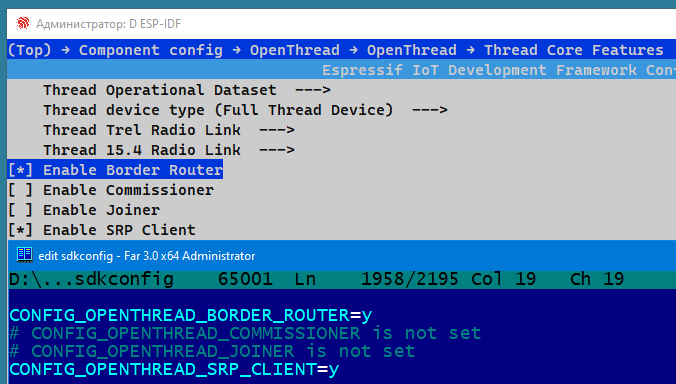 Администратор: D ESP-IDF
(Top) → Component config → OpenThread → OpenThread → Thread Core Features
Espressif IoT Development Framework Con
Thread Operational Dataset --->
Thread device type (Full Thread Device) --->
Thread Trel Radio Link --->
Thread 15.4 Radio Link --->
[*] Enable Border Router
[ ] Enable Commissioner
[ ] Enable Joiner
[*] Enable SRP Client
edit sdkconfig - Far 3.0 x64 Administrator
D:\...sdkconfig 65001 Ln 1958/2195 Col 19 Ch 19
CONFIG_OPENTHREAD_BORDER_ROUTER=y
# CONFIG_OPENTHREAD_COMMISSIONER is not set
# CONFIG_OPENTHREAD_JOINER is not set
CONFIG_OPENTHREAD_SRP_CLIENT=y